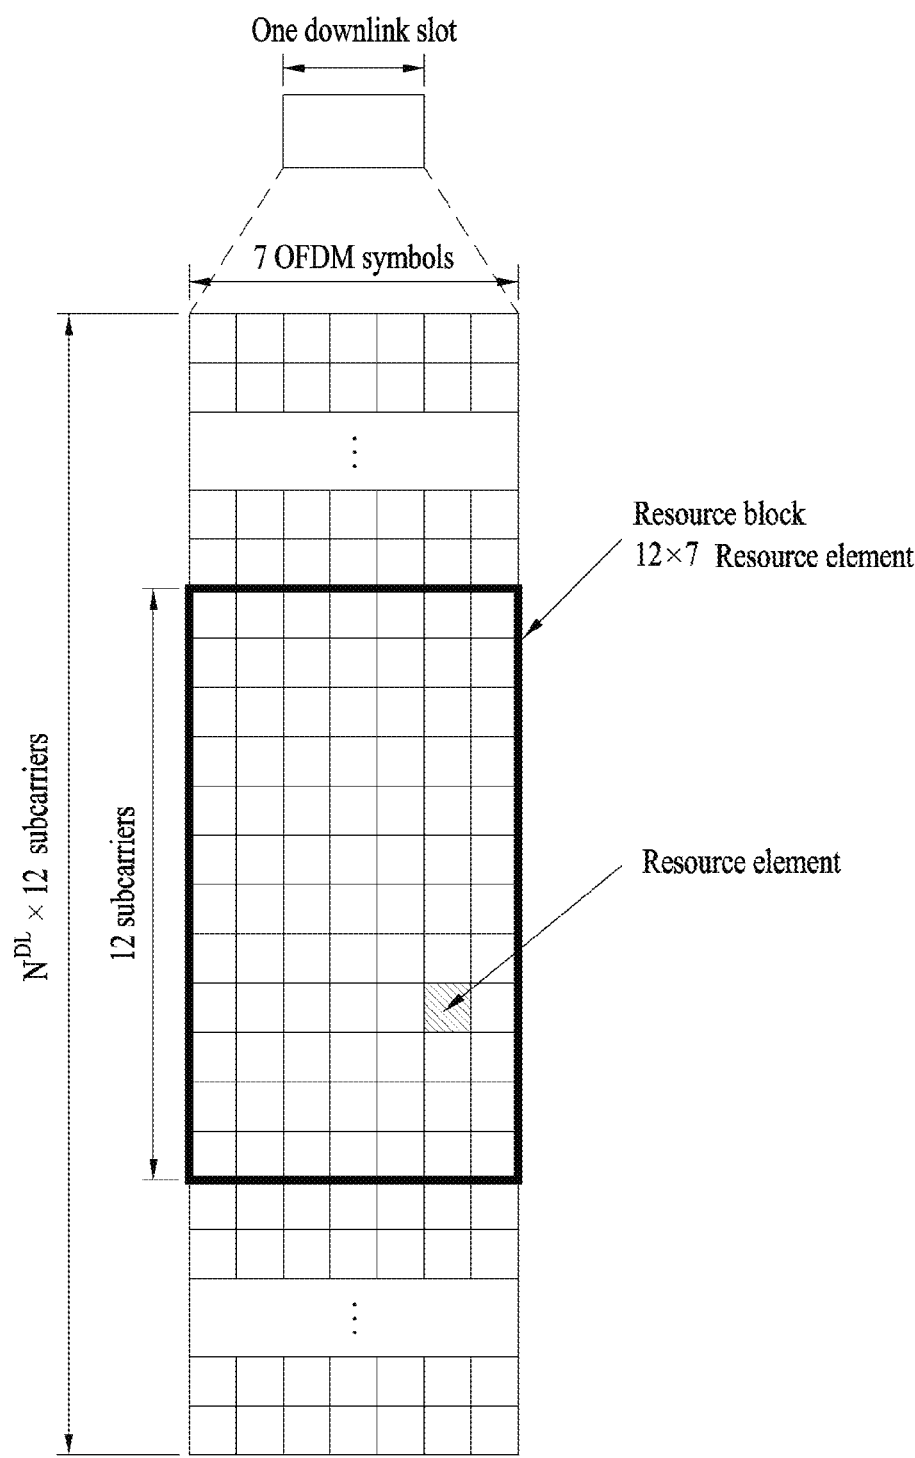 One downlink slot
7 OFDM symbols
Resource block
12×7 Resource element
N^DL × 12 subcarriers
12 subcarriers
Resource element